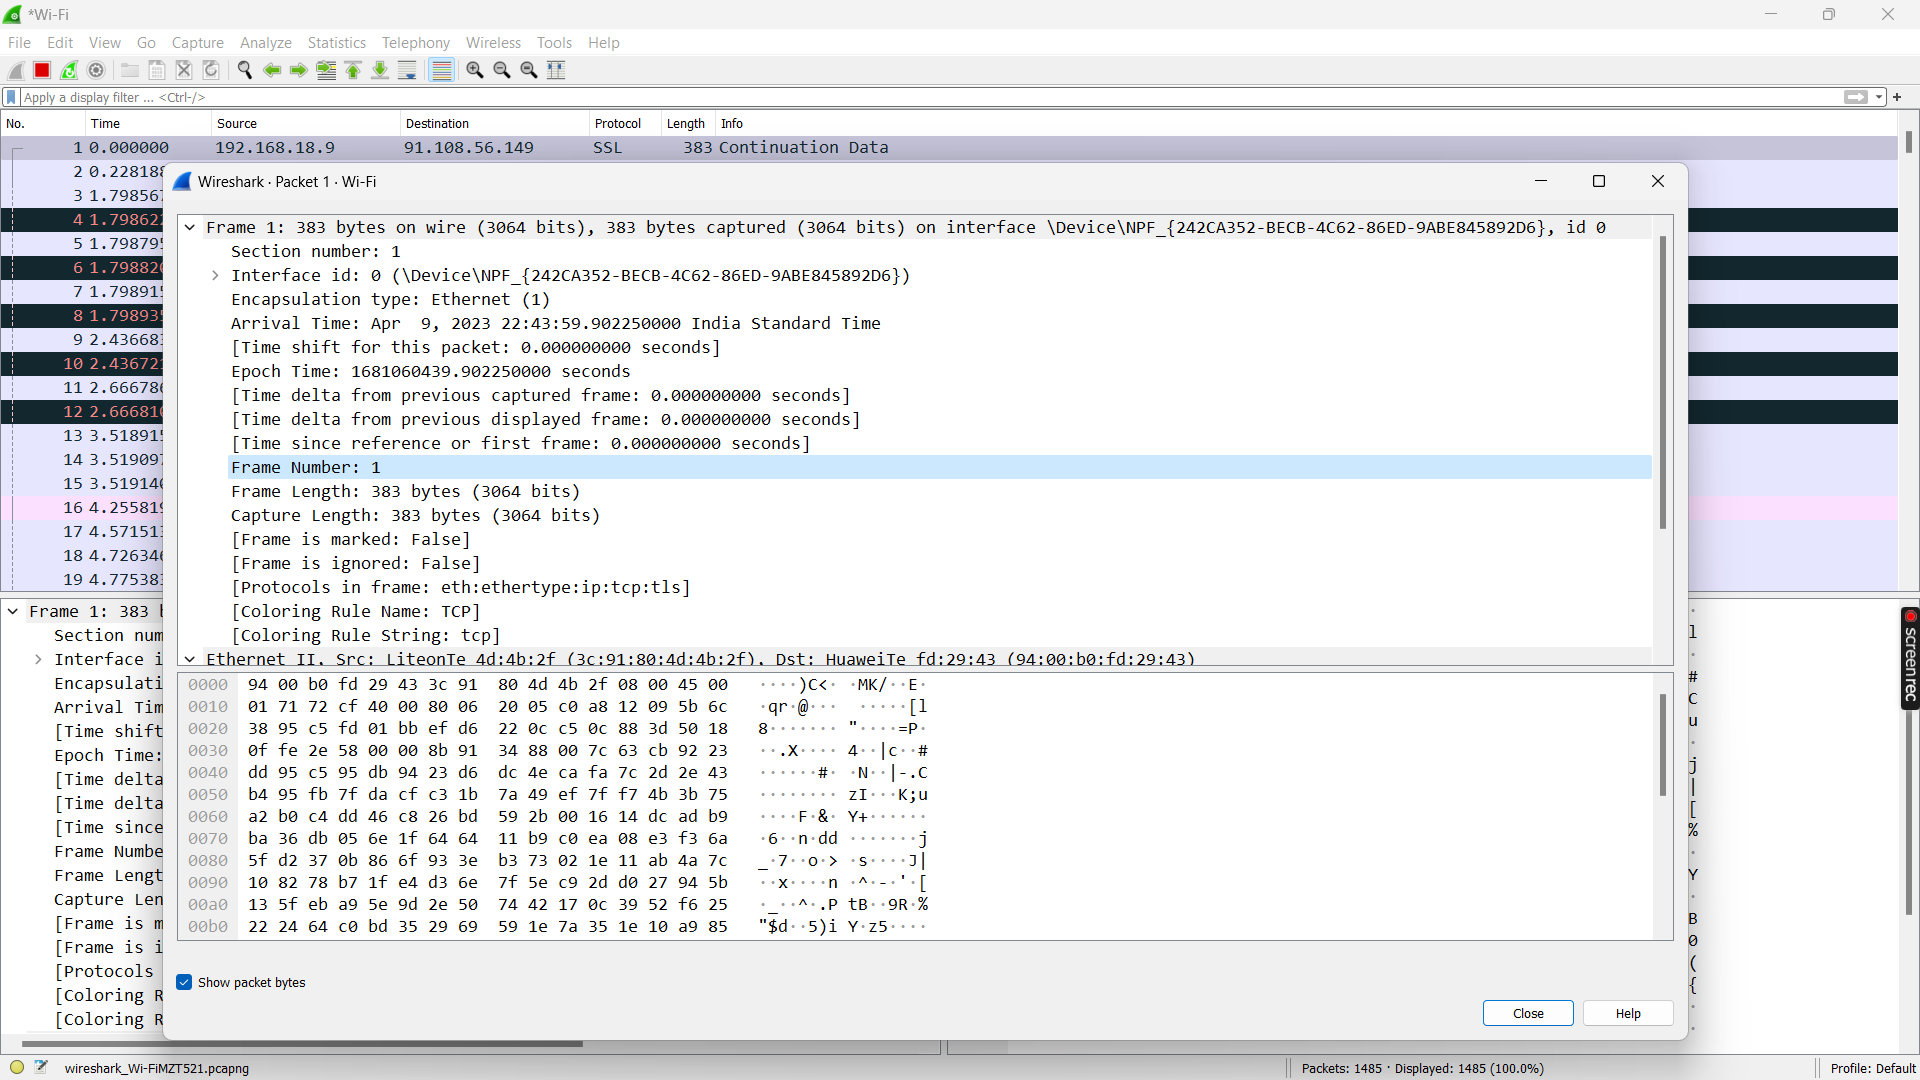 *Wi-Fi
File Edit View Go Capture Analyze Statistics Telephony Wireless Tools Help
Apply a display filter ... <Ctrl-/>
No. Time Source Destination Protocol Length Info
1 0.000000 192.168.18.9 91.108.56.149 SSL 383 Continuation Data
2 0.228188
3 1.798567
4 1.798622
5 1.798795
6 1.798820
7 1.798915
8 1.798935
9 2.436683
10 2.436721
11 2.666786
12 2.666810
13 3.518915
14 3.519097
15 3.519140
16 4.255819
17 4.571513
18 4.726346
19 4.775383
Wireshark · Packet 1 · Wi-Fi
Frame 1: 383 bytes on wire (3064 bits), 383 bytes captured (3064 bits) on interface \Device\NPF_{242CA352-BECB-4C62-86ED-9ABE845892D6}, id 0
Section number: 1
Interface id: 0 (\Device\NPF_{242CA352-BECB-4C62-86ED-9ABE845892D6})
Encapsulation type: Ethernet (1)
Arrival Time: Apr  9, 2023 22:43:59.902250000 India Standard Time
[Time shift for this packet: 0.000000000 seconds]
Epoch Time: 1681060439.902250000 seconds
[Time delta from previous captured frame: 0.000000000 seconds]
[Time delta from previous displayed frame: 0.000000000 seconds]
[Time since reference or first frame: 0.000000000 seconds]
Frame Number: 1
Frame Length: 383 bytes (3064 bits)
Capture Length: 383 bytes (3064 bits)
[Frame is marked: False]
[Frame is ignored: False]
[Protocols in frame: eth:ethertype:ip:tcp:tls]
[Coloring Rule Name: TCP]
[Coloring Rule String: tcp]
Ethernet II, Src: LiteonTe_4d:4b:2f (3c:91:80:4d:4b:2f), Dst: HuaweiTe_fd:29:43 (94:00:b0:fd:29:43)
0000 94 00 b0 fd 29 43 3c 91 80 4d 4b 2f 08 00 45 00 ····)C<· ·MK/··E·
0010 01 71 72 cf 40 00 80 06 20 05 c0 a8 12 09 5b 6c ·qr·@··· ·····[l
0020 38 95 c5 fd 01 bb ef d6 22 0c c5 0c 88 3d 50 18 8······· "····=P·
0030 0f fe 2e 58 00 00 8b 91 34 88 00 7c 63 cb 92 23 ··.X···· 4··|c··#
0040 dd 95 c5 95 db 94 23 d6 dc 4e ca fa 7c 2d 2e 43 ······#· ·N··|-.C
0050 b4 95 fb 7f da cf c3 1b 7a 49 ef 7f f7 4b 3b 75 ········ zI···K;u
0060 a2 b0 c4 dd 46 c8 26 bd 59 2b 00 16 14 dc ad b9 ····F·&· Y+······
0070 ba 36 db 05 6e 1f 64 64 11 b9 c0 ea 08 e3 f3 6a ·6··n·dd ·······j
0080 5f d2 37 0b 86 6f 93 3e b3 73 02 1e 11 ab 4a 7c _·7··o·> ·s····J|
0090 10 82 78 b7 1f e4 d3 6e 7f 5e c9 2d d0 27 94 5b ··x····n ·^·-·'·[
00a0 13 5f eb a9 5e 9d 2e 50 74 42 17 0c 39 52 f6 25 ·_··^·.P tB··9R·%
00b0 22 24 64 c0 bd 35 29 69 59 1e 7a 35 1e 10 a9 85 "$d··5)i Y·z5····
Show packet bytes
Close Help
Frame 1: 383 b
Section num
Interface i
Encapsulati
Arrival Tim
[Time shift
Epoch Time:
[Time delta
[Time delta
[Time since
Frame Numbe
Frame Lengt
Capture Len
[Frame is m
[Frame is i
[Protocols
[Coloring R
[Coloring R
l
#
C
u
·
j
|
[
%
·
Y
·
B
0
(
{
·
·
screenrec
wireshark_Wi-FiMZT521.pcapng
Packets: 1485 · Displayed: 1485 (100.0%)
Profile: Default